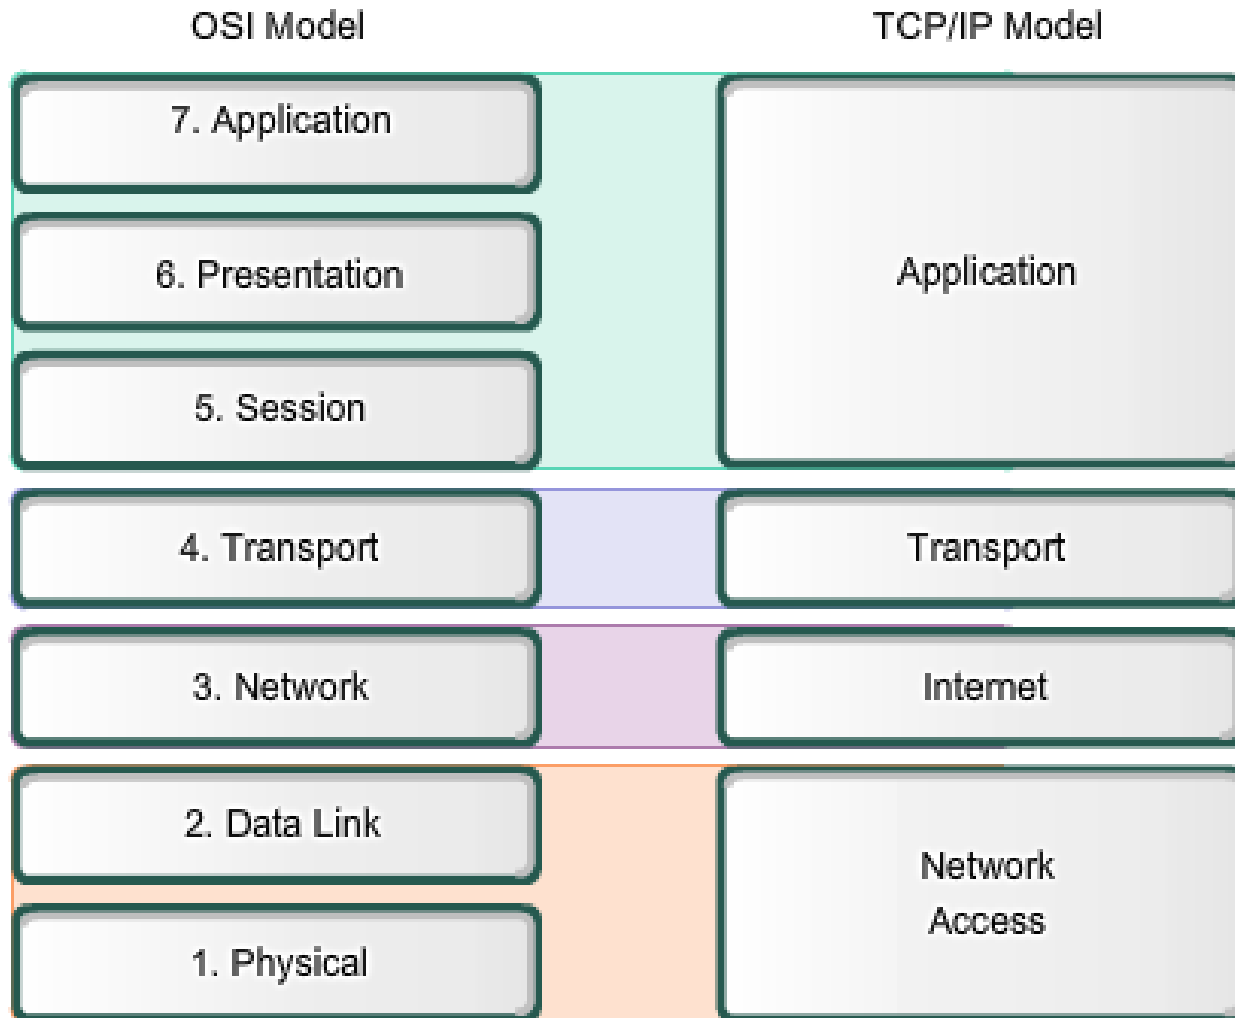 OSI Model
TCP/IP Model
7. Application
6. Presentation
5. Session
4. Transport
3. Network
2. Data Link
1. Physical
Application
Transport
Internet
Network
Access